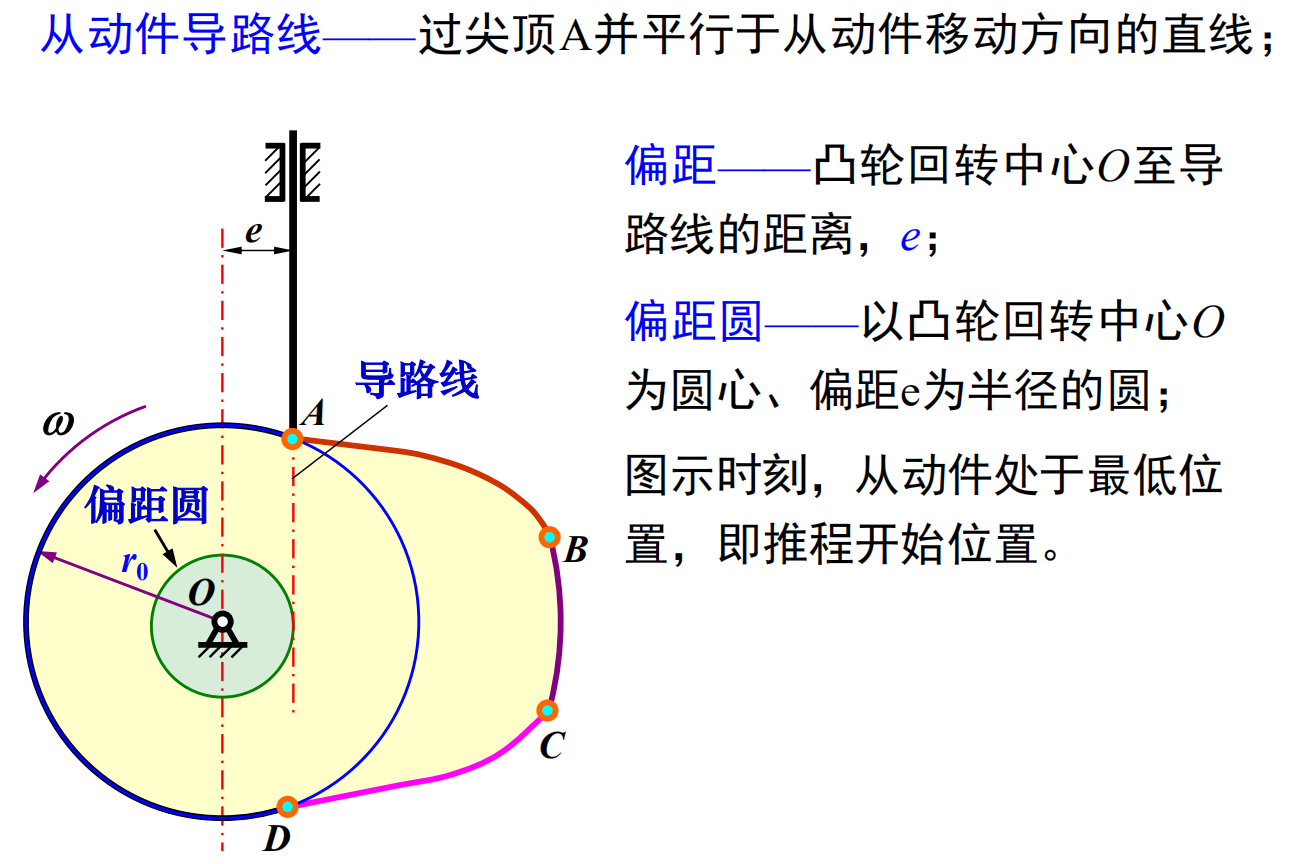 从动件导路线——过尖顶A并平行于从动件移动方向的直线；
偏距——凸轮回转中心O至导
路线的距离，e；
偏距圆——以凸轮回转中心O
为圆心、偏距e为半径的圆；
图示时刻，从动件处于最低位
置，即推程开始位置。
e
导路线
A
ω
偏距圆
r0
O
B
C
D